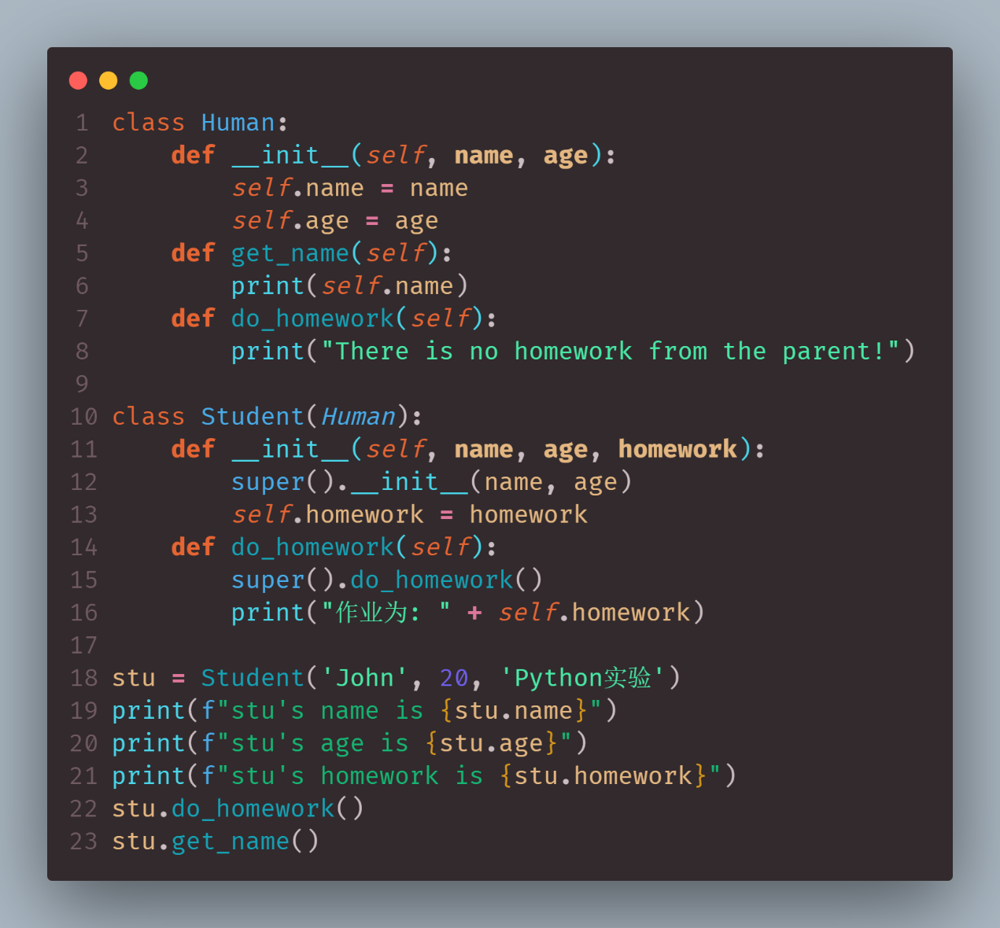 1 class Human:
2     def __init__(self, name, age):
3         self.name = name
4         self.age = age
5     def get_name(self):
6         print(self.name)
7     def do_homework(self):
8         print("There is no homework from the parent!")
9
10 class Student(Human):
11     def __init__(self, name, age, homework):
12         super().__init__(name, age)
13         self.homework = homework
14     def do_homework(self):
15         super().do_homework()
16         print("作业为: " + self.homework)
17
18 stu = Student('John', 20, 'Python实验')
19 print(f"stu's name is {stu.name}")
20 print(f"stu's age is {stu.age}")
21 print(f"stu's homework is {stu.homework}")
22 stu.do_homework()
23 stu.get_name()